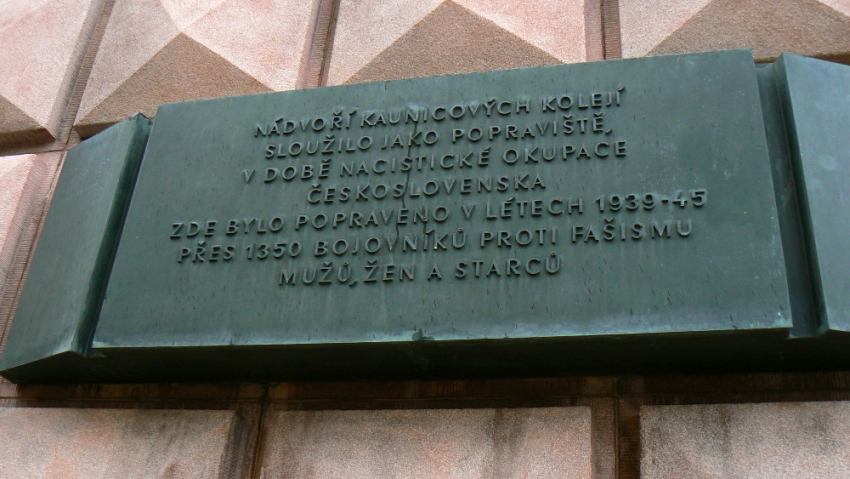 NÁDVOŘÍ KAUNICOVÝCH KOLEJÍ
SLOUŽILO JAKO POPRAVIŠTĚ,
V DOBĚ NACISTICKÉ OKUPACE
ČESKOSLOVENSKA
ZDE BYLO POPRAVENO V LÉTECH 1939-45
PŘES 1350 BOJOVNÍKŮ PROTI FAŠISMU
MUŽŮ, ŽEN A STARCŮ